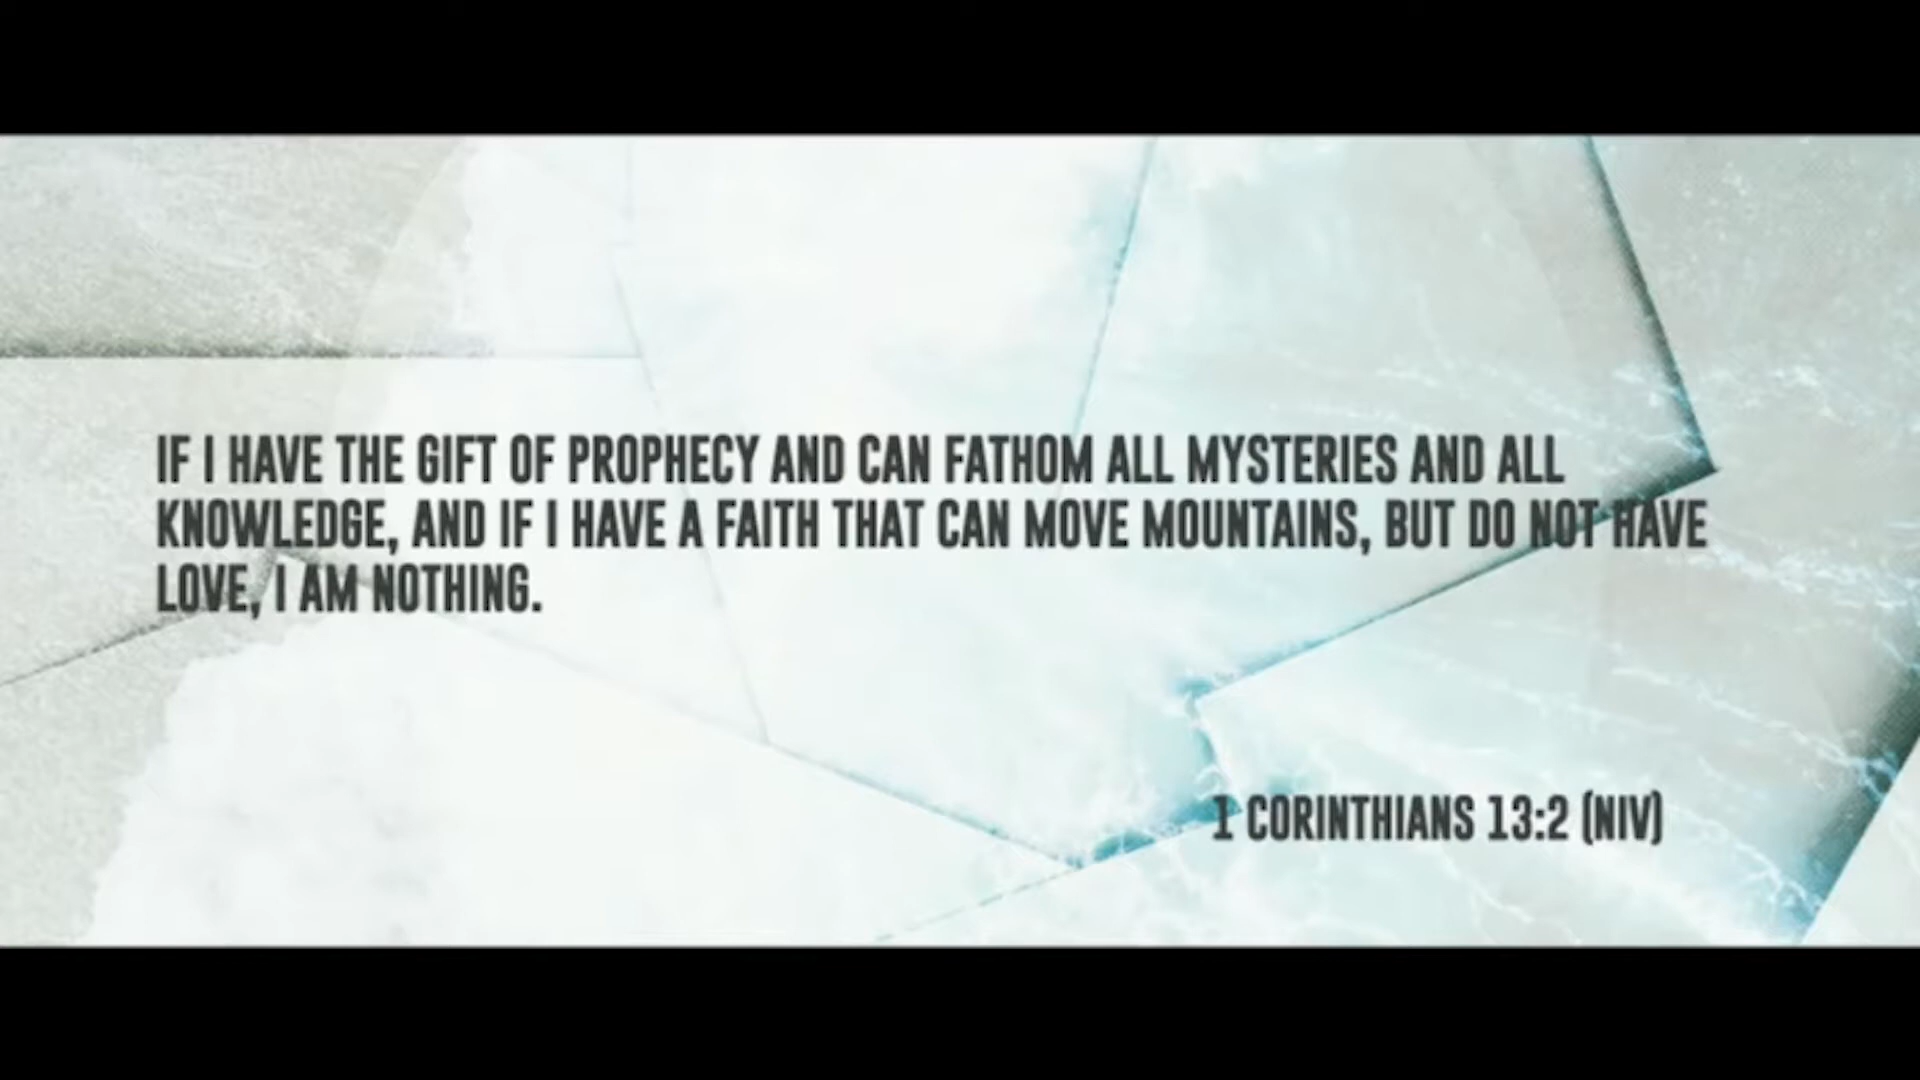 IF I HAVE THE GIFT OF PROPHECY AND CAN FATHOM ALL MYSTERIES AND ALL
KNOWLEDGE, AND IF I HAVE A FAITH THAT CAN MOVE MOUNTAINS, BUT DO NOT HAVE
LOVE, I AM NOTHING.
1 CORINTHIANS 13:2 (NIV)